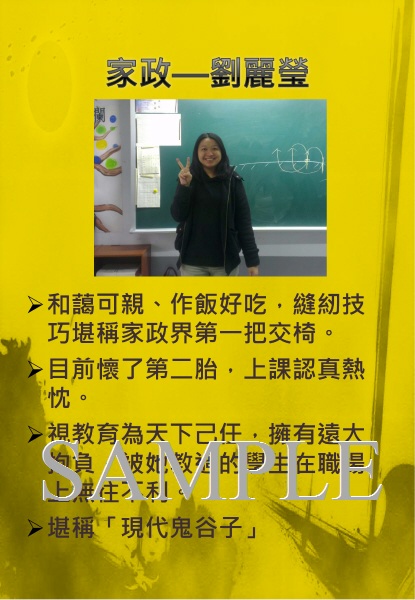 家政—劉麗瑩
欄
➢和藹可親、作飯好吃，縫紉技
巧堪稱家政界第一把交椅。
➢目前懷了第二胎，上課認真熱
忱。
➢視教育為天下己任，擁有遠大
抱負，被她教過的學生在職場
上無往不利。
SAMPLE
➢堪稱「現代鬼谷子」